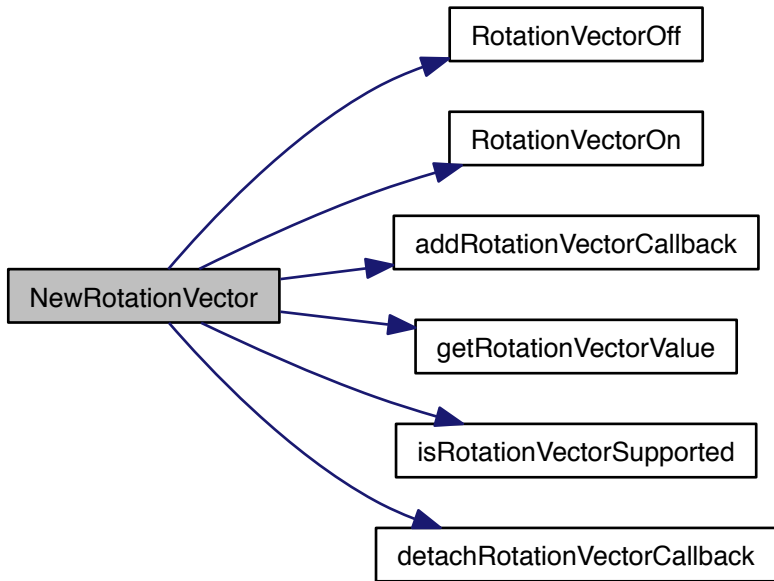 RotationVectorOff
RotationVectorOn
addRotationVectorCallback
NewRotationVector
getRotationVectorValue
isRotationVectorSupported
detachRotationVectorCallback